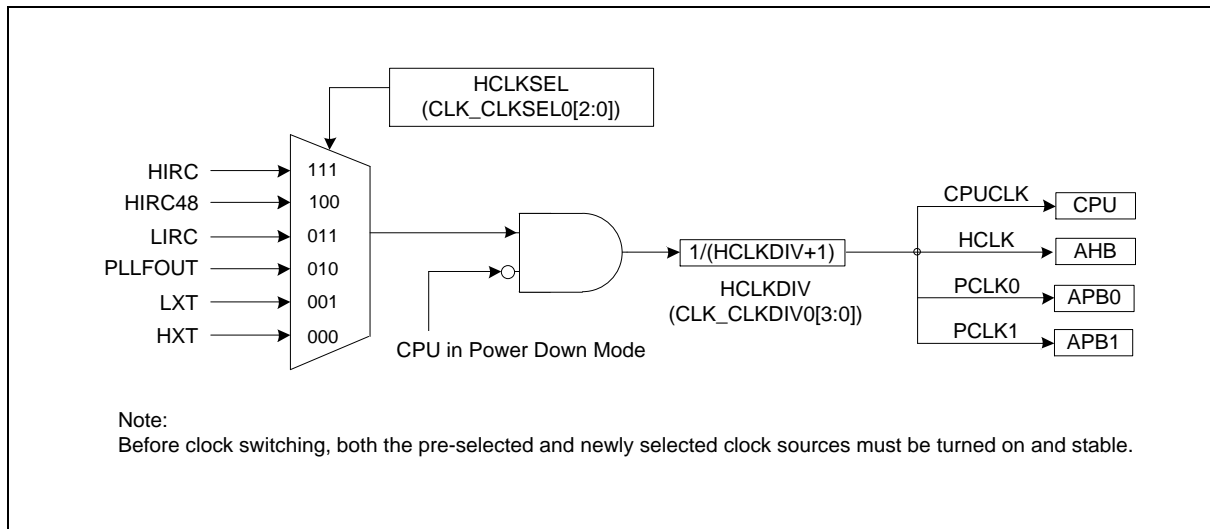 HCLKSEL
(CLK_CLKSEL0[2:0])
HIRC
111
HIRC48
100
LIRC
011
PLLFOUT
010
LXT
001
HXT
000
CPU in Power Down Mode
1/(HCLKDIV+1)
HCLKDIV
(CLK_CLKDIV0[3:0])
CPUCLK
CPU
HCLK
AHB
PCLK0
APB0
PCLK1
APB1
Note:
Before clock switching, both the pre-selected and newly selected clock sources must be turned on and stable.